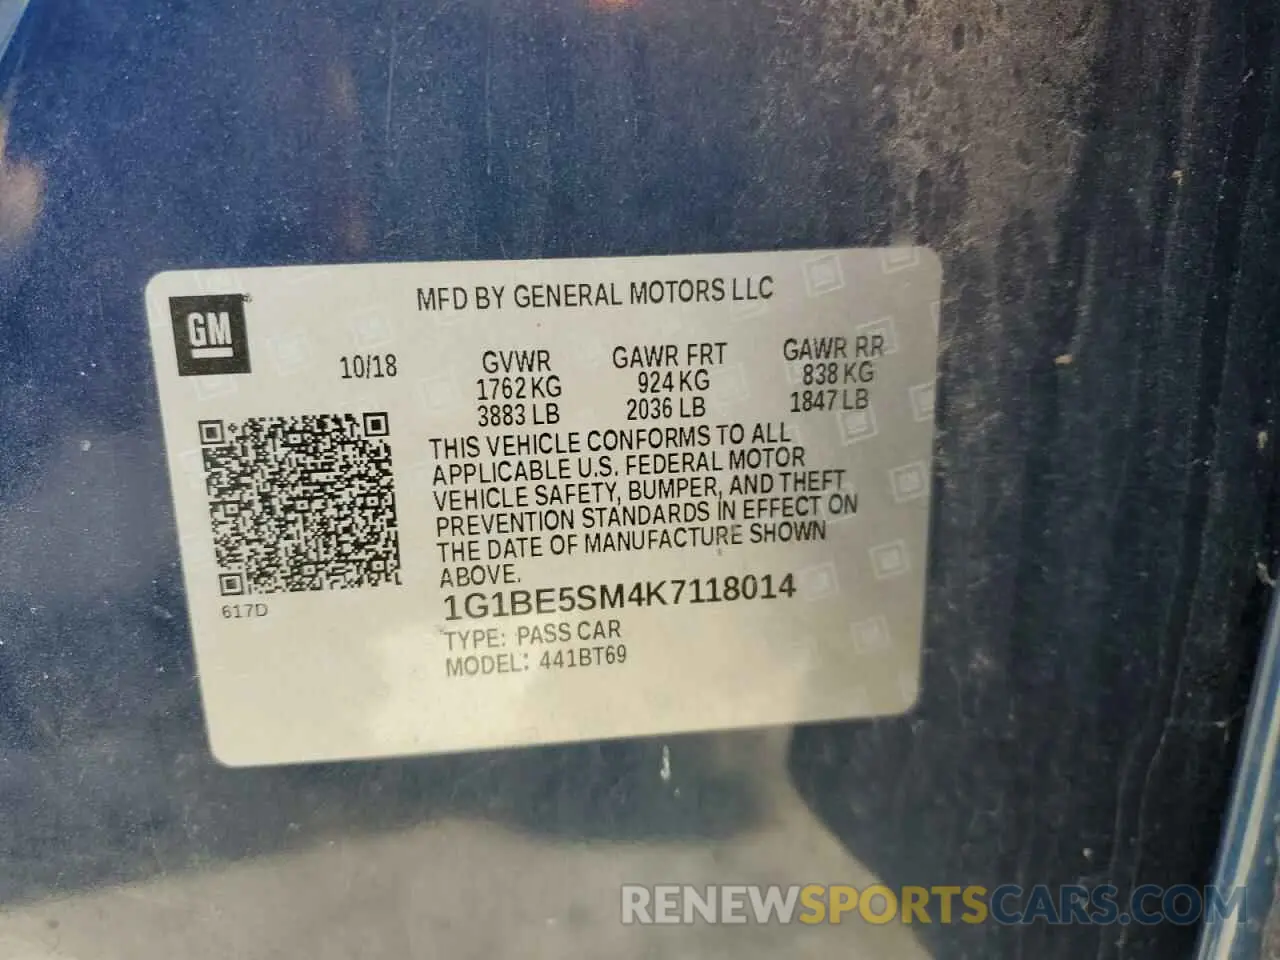 MFD BY GENERAL MOTORS LLC
GM
10/18
GVWR GAWR FRT GAWR RR
1762 KG 924 KG 838 KG
3883 LB 2036 LB 1847 LB
THIS VEHICLE CONFORMS TO ALL
APPLICABLE U.S. FEDERAL MOTOR
VEHICLE SAFETY, BUMPER, AND THEFT
PREVENTION STANDARDS IN EFFECT ON
THE DATE OF MANUFACTURE SHOWN
ABOVE.
617D
1G1BE5SM4K7118014
TYPE: PASS CAR
MODEL: 441BT69
RENEWSPORTSCARS.COM